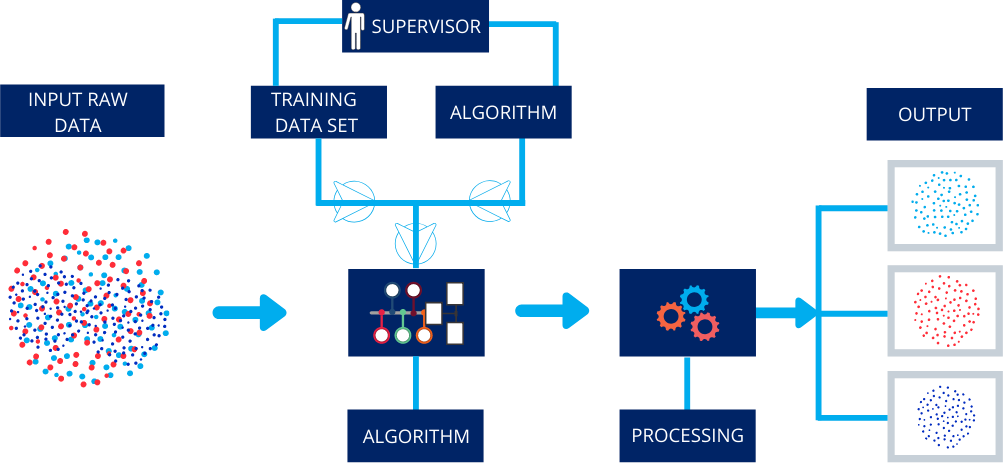 SUPERVISOR
INPUT RAW
DATA
TRAINING
DATA SET
ALGORITHM
OUTPUT
ALGORITHM
PROCESSING